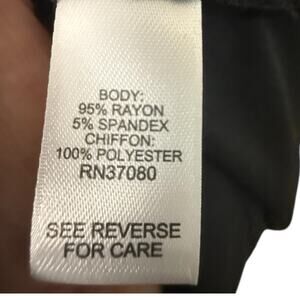 BODY:
95% RAYON
5% SPANDEX
CHIFFON:
100% POLYESTER
RN37080
SEE REVERSE
FOR CARE